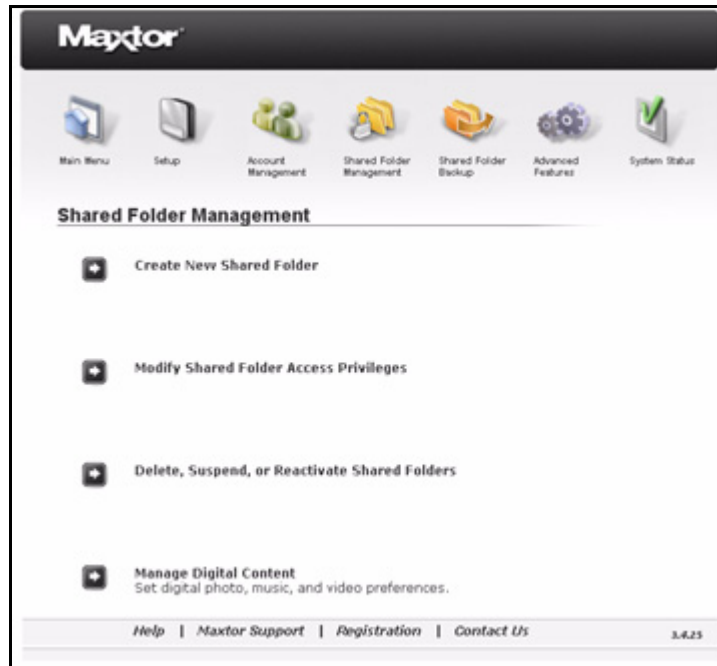 Maxtor
Main Menu
Setup
Account Management
Shared Folder Management
Shared Folder Backup
Advanced Features
System Status
Shared Folder Management
Create New Shared Folder
Modify Shared Folder Access Privileges
Delete, Suspend, or Reactivate Shared Folders
Manage Digital Content
Set digital photo, music, and video preferences.
Help | Maxtor Support | Registration | Contact Us
3.4.25